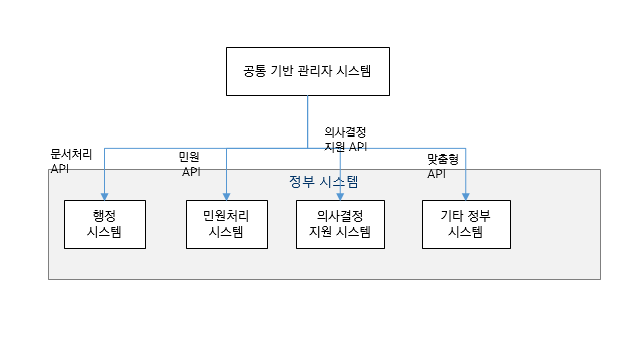 공통 기반 관리자 시스템
의사결정
지원 API
문서처리
API
민원
API
맞춤형
API
정부 시스템
행정
시스템
민원처리
시스템
의사결정
지원 시스템
기타 정부
시스템